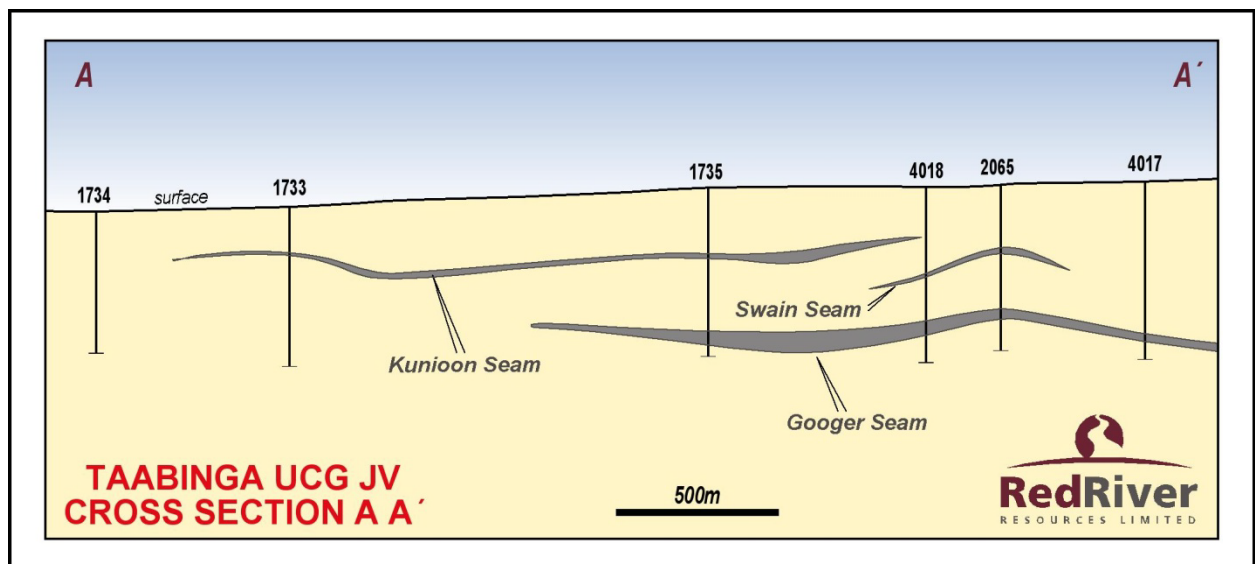 A
A´
1734
surface
1733
1735
4018
2065
4017
Swain Seam
Kunioon Seam
Googer Seam
TAABINGA UCG JV
CROSS SECTION A A´
500m
RedRiver
RESOURCES LIMITED